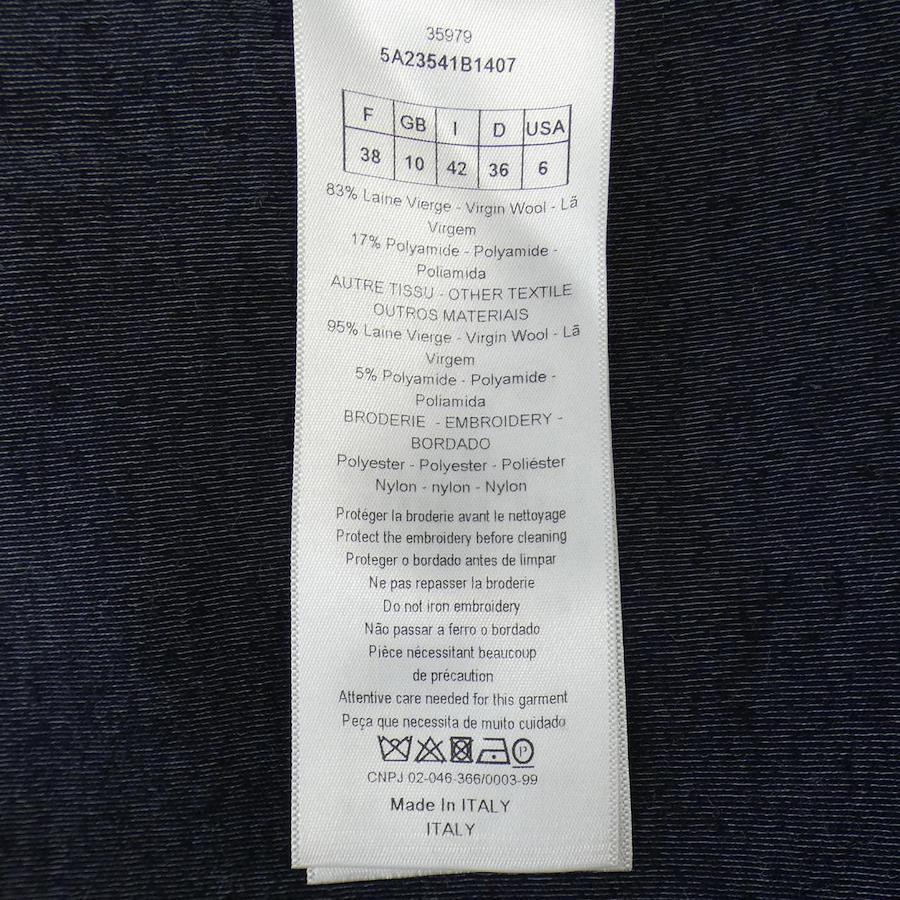 35979
5A23541B1407
F GB I D USA
38 10 42 36 6
83% Laine Vierge - Virgin Wool - Lã
Virgem
17% Polyamide - Polyamide -
Poliamida
AUTRE TISSU - OTHER TEXTILE
OUTROS MATERIAIS
95% Laine Vierge - Virgin Wool - Lã
Virgem
5% Polyamide - Polyamide -
Poliamida
BRODERIE - EMBROIDERY -
BORDADO
Polyester - Polyester - Poliéster
Nylon - nylon - Nylon
Protéger la broderie avant le nettoyage
Protect the embroidery before cleaning
Proteger o bordado antes de limpar
Ne pas repasser la broderie
Do not iron embroidery
Não passar a ferro o bordado
Pièce nécessitant beaucoup
de précaution
Attentive care needed for this garment
Peça que necessita de muito cuidado
P
CNPJ 02-046-366/0003-99
Made In ITALY
ITALY